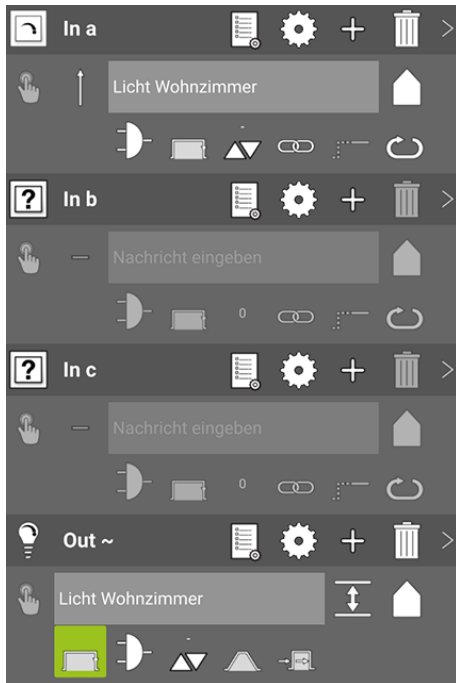 In a
Licht Wohnzimmer
-
? In b
Nachricht eingeben
0
? In c
Nachricht eingeben
0
Out ~
Licht Wohnzimmer
-